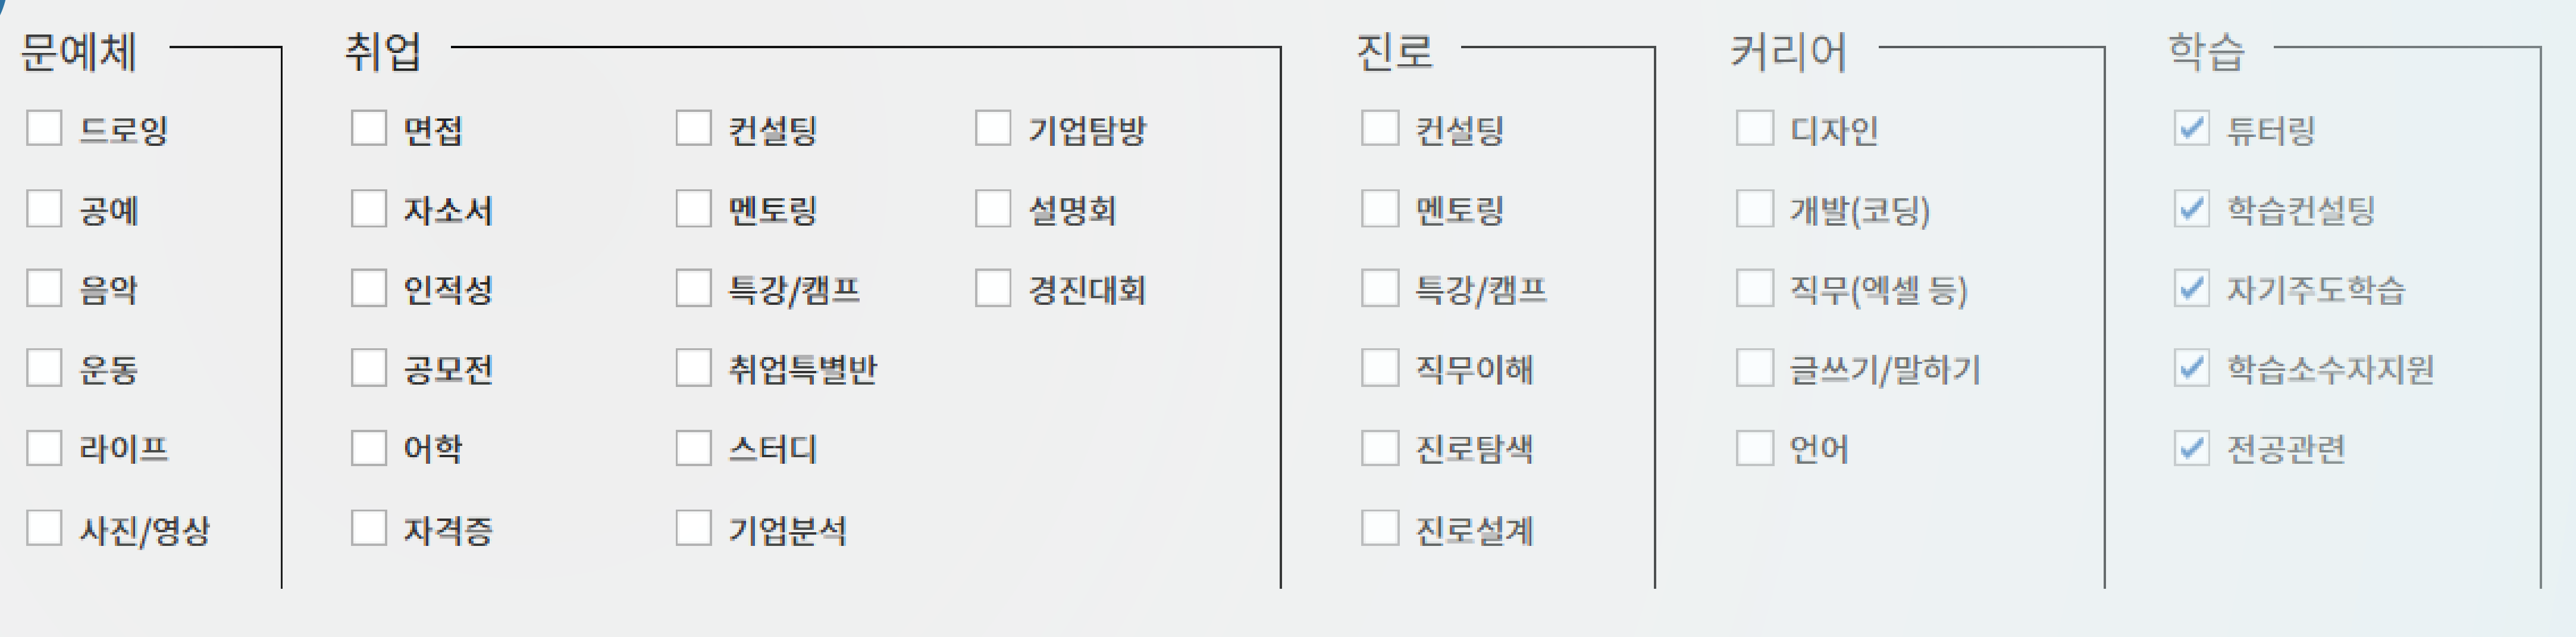 문예체
드로잉
공예
음악
운동
라이프
사진/영상
취업
면접
자소서
인적성
공모전
어학
자격증
컨설팅
멘토링
특강/캠프
취업특별반
스터디
기업분석
기업탐방
설명회
경진대회
진로
컨설팅
멘토링
특강/캠프
직무이해
진로탐색
진로설계
커리어
디자인
개발(코딩)
직무(엑셀 등)
글쓰기/말하기
언어
학습
튜터링
학습컨설팅
자기주도학습
학습소수자지원
전공관련